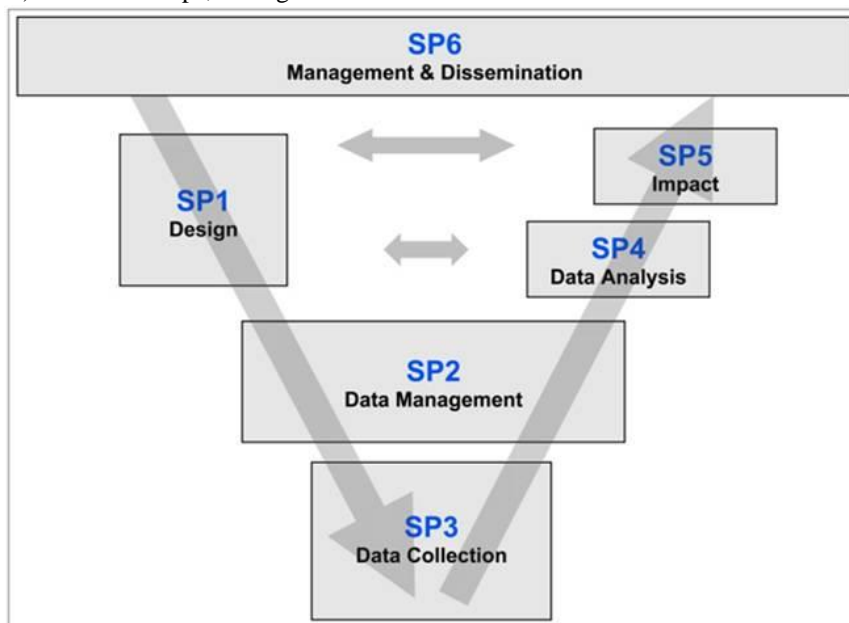 SP6
Management & Dissemination
SP1
Design
SP5
Impact
SP4
Data Analysis
SP2
Data Management
SP3
Data Collection